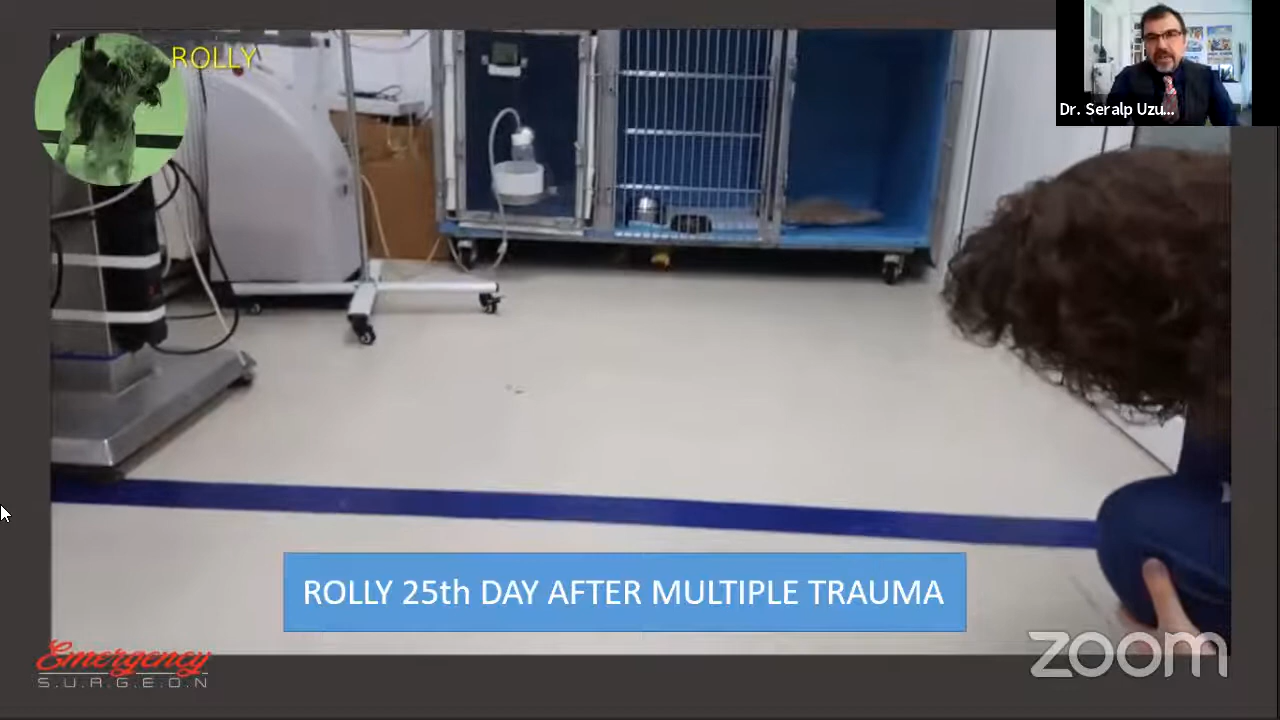 ROLLY
Dr. Seralp Uzu...
ROLLY 25th DAY AFTER MULTIPLE TRAUMA
Emergency
S.U.R.G.E.O.N
zoom